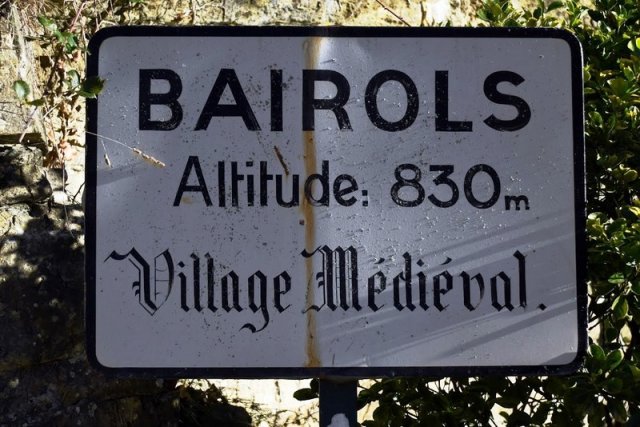 BAIROLS
Altitude: 830m
Village Médiéval.